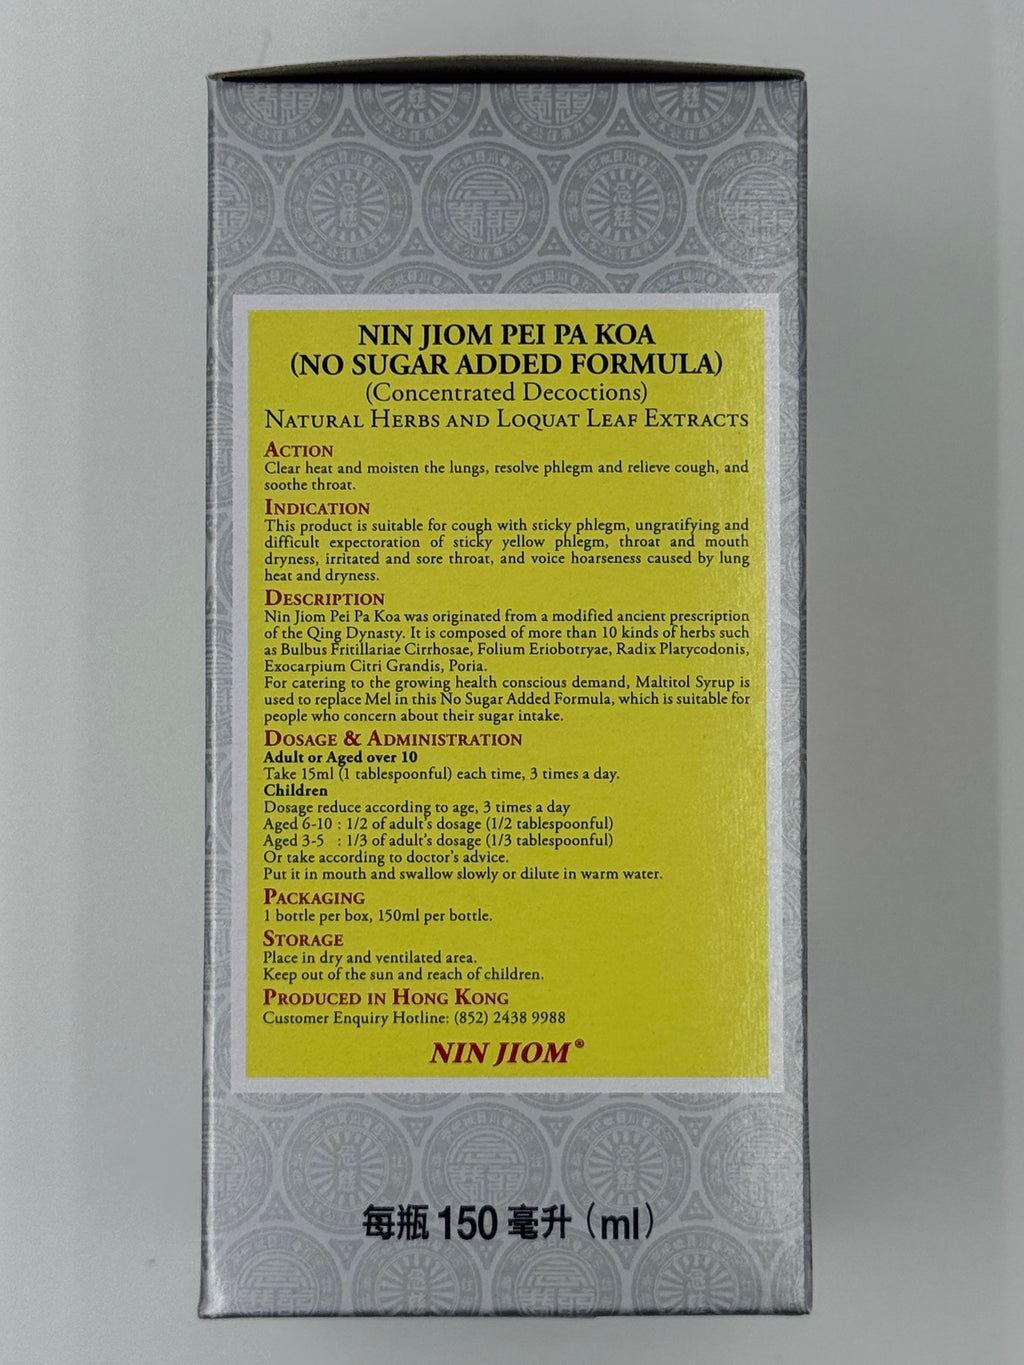 NIN JIOM PEI PA KOA
(NO SUGAR ADDED FORMULA)
(Concentrated Decoctions)
NATURAL HERBS AND LOQUAT LEAF EXTRACTS
ACTION
Clear heat and moisten the lungs, resolve phlegm and relieve cough, and
soothe throat.
INDICATION
This product is suitable for cough with sticky phlegm, ungratifying and
difficult expectoration of sticky yellow phlegm, throat and mouth
dryness, irritated and sore throat, and voice hoarseness caused by lung
heat and dryness.
DESCRIPTION
Nin Jiom Pei Pa Koa was originated from a modified ancient prescription
of the Qing Dynasty. It is composed of more than 10 kinds of herbs such
as Bulbus Fritillariae Cirrhosae, Folium Eriobotryae, Radix Platycodonis,
Exocarpium Citri Grandis, Poria.
For catering to the growing health conscious demand, Maltitol Syrup is
used to replace Mel in this No Sugar Added Formula, which is suitable for
people who concern about their sugar intake.
DOSAGE & ADMINISTRATION
Adult or Aged over 10
Take 15ml (1 tablespoonful) each time, 3 times a day.
Children
Dosage reduce according to age, 3 times a day
Aged 6-10 : 1/2 of adult's dosage (1/2 tablespoonful)
Aged 3-5 : 1/3 of adult's dosage (1/3 tablespoonful)
Or take according to doctor's advice.
Put it in mouth and swallow slowly or dilute in warm water.
PACKAGING
1 bottle per box, 150ml per bottle.
STORAGE
Place in dry and ventilated area.
Keep out of the sun and reach of children.
PRODUCED IN HONG KONG
Customer Enquiry Hotline: (852) 2438 9988
NIN JIOM®
每瓶 150 毫升 (ml)